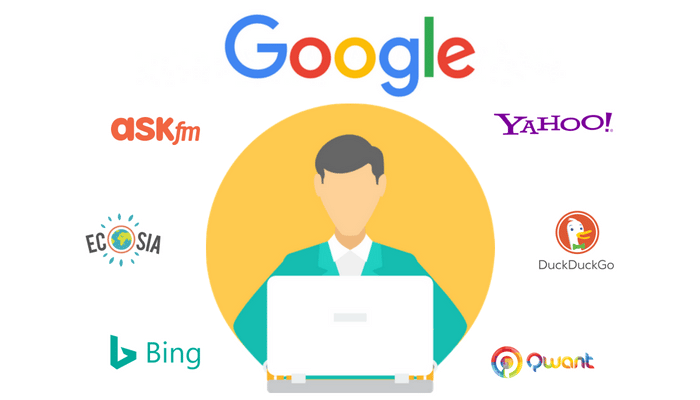 Google
ASKfm
YAHOO!
ECOSIA
DuckDuckGo
Bing
Qwant